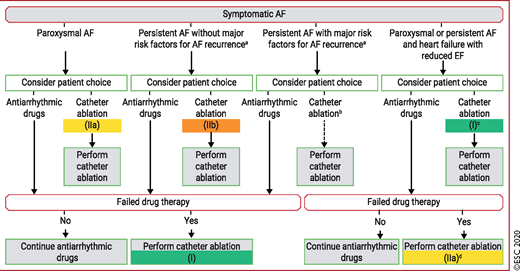 Symptomatic AF
Paroxysmal AF
Persistent AF without major risk
factors for AF recurrenceᵃ
Persistent AF with major risk
factors for AF recurrenceᵃ
Paroxysmal or persistent AF
and heart failure with
reduced EF
Consider patient choice
Consider patient choice
Consider patient choice
Consider patient choice
Antiarrhythmic
drugs
Catheter
ablation
(IIa)
Antiarrhythmic
drugs
Catheter
ablation
(IIb)
Antiarrhythmic
drugs
Catheter
ablationᵇ
Antiarrhythmic
drugs
Catheter
ablation
(I)ᶜ
Perform
catheter
ablation
Perform
catheter
ablation
Perform
catheter
ablation
Perform
catheter
ablation
Failed drug therapy
Failed drug therapy
No
Yes
No
Yes
Continue antiarrhythmic
drugs
Perform catheter ablation
(I)
Continue antiarrhythmic
drugs
Perform catheter ablation
(IIa)ᵈ
©ESC 2020